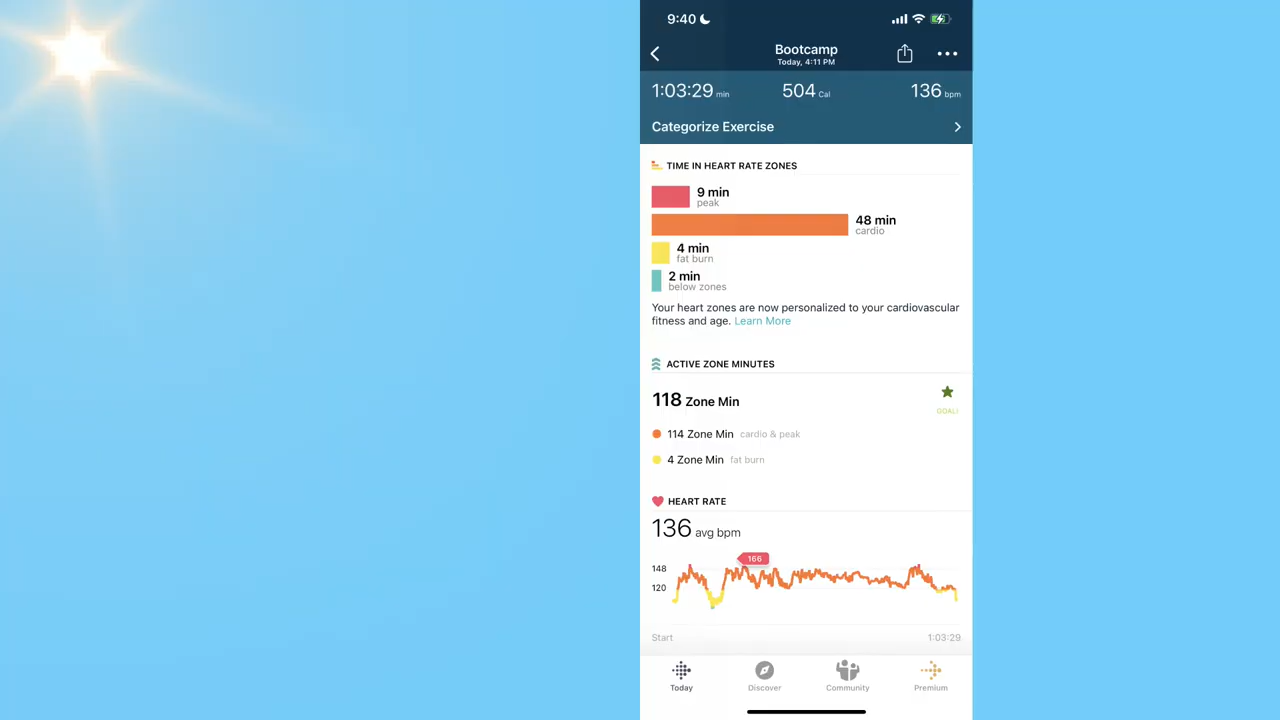 9:40
Bootcamp
Today, 4:11 PM
1:03:29 min 504 Cal 136 bpm
Categorize Exercise
TIME IN HEART RATE ZONES
9 min
peak
48 min
cardio
4 min
fat burn
2 min
below zones
Your heart zones are now personalized to your cardiovascular
fitness and age. Learn More
ACTIVE ZONE MINUTES
118 Zone Min
GOAL!
114 Zone Min cardio & peak
4 Zone Min fat burn
HEART RATE
136 avg bpm
166
148
120
Start 1:03:29
Today Discover Community Premium